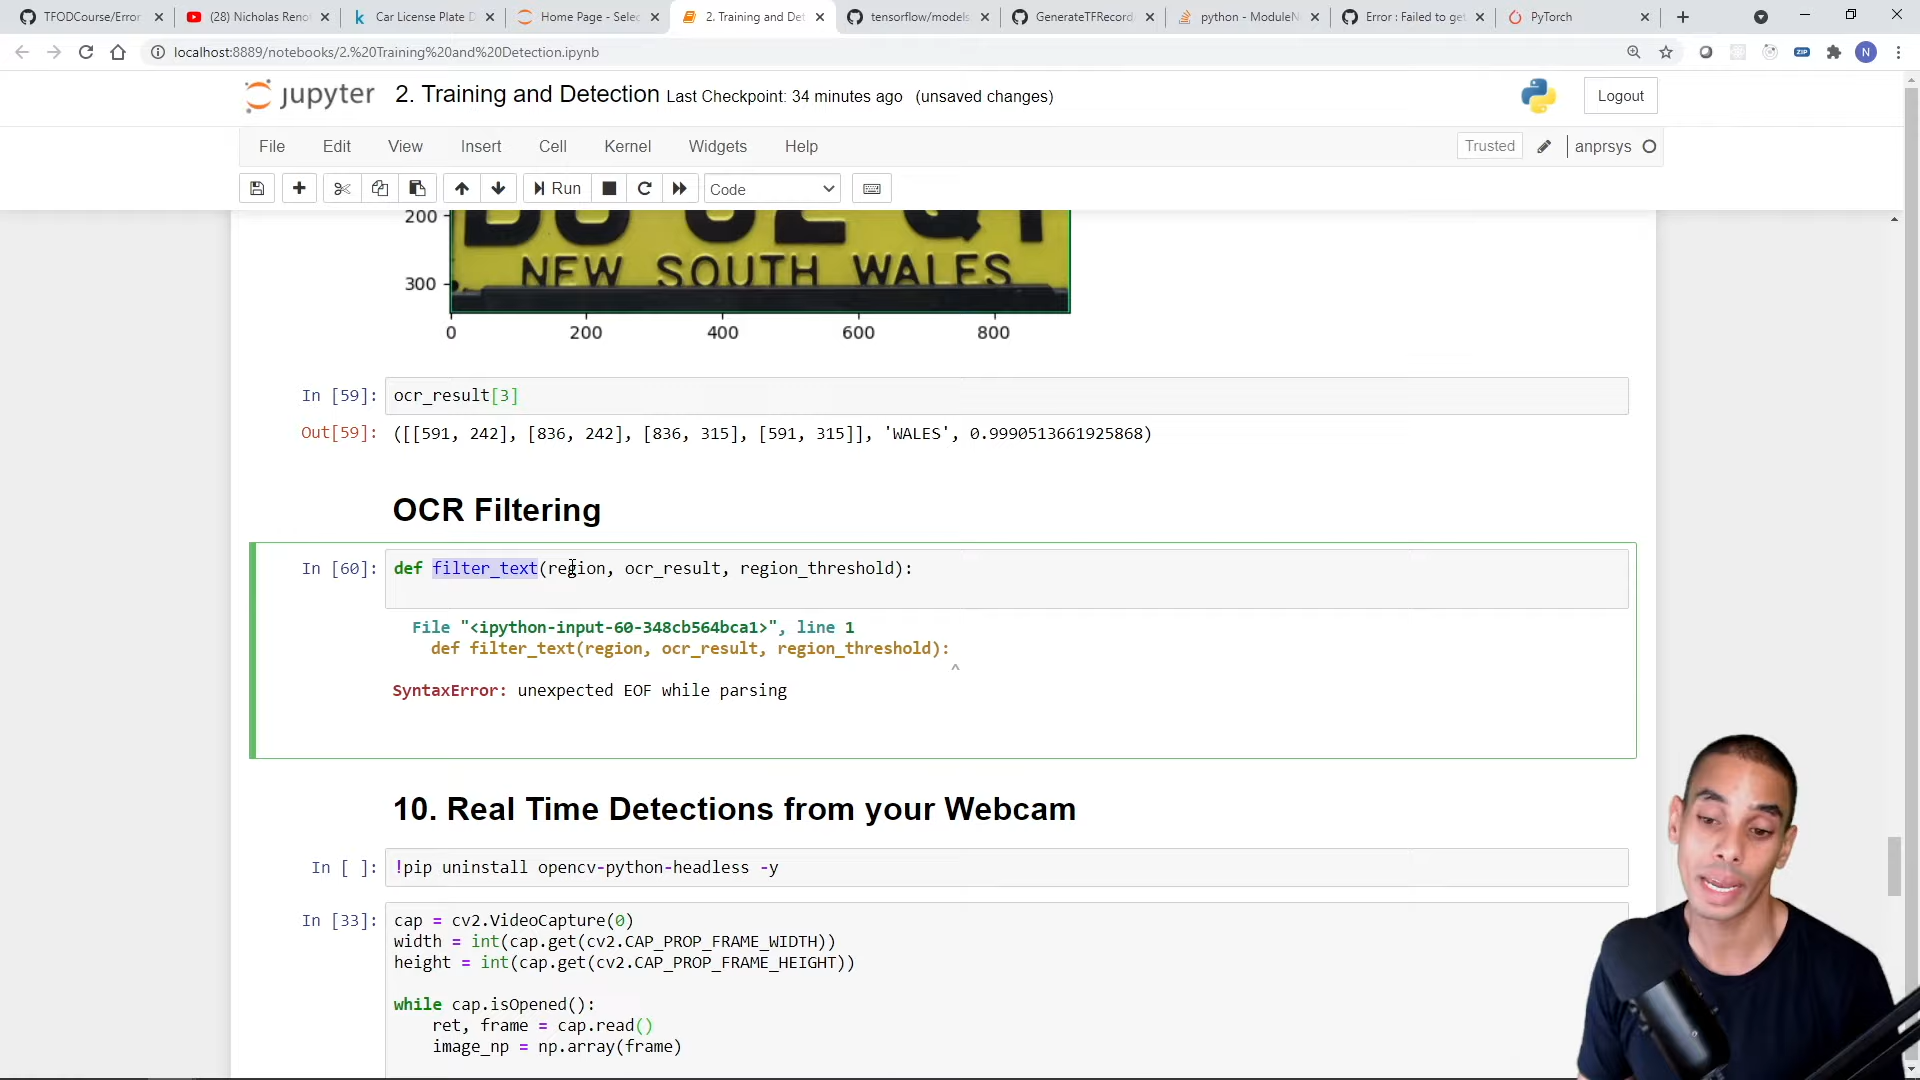 TFODCourse/Error
(28) Nicholas Reno
Car License Plate D
Home Page - Selec
2. Training and Det
tensorflow/models
GenerateTFRecord
python - ModuleN
Error : Failed to get
PyTorch
localhost:8889/notebooks/2.%20Training%20and%20Detection.ipynb
ZIP
N
jupyter 2. Training and Detection Last Checkpoint: 34 minutes ago (unsaved changes)
Logout
File Edit View Insert Cell Kernel Widgets Help
Trusted
anprsys
Run
Code
200
NEW SOUTH WALES
300
0 200 400 600 800
In [59]: ocr_result[3]
Out[59]: ([[591, 242], [836, 242], [836, 315], [591, 315]], 'WALES', 0.9990513661925868)
OCR Filtering
In [60]: def filter_text(region, ocr_result, region_threshold):
File "<ipython-input-60-348cb564bca1>", line 1
def filter_text(region, ocr_result, region_threshold):
^
SyntaxError: unexpected EOF while parsing
10. Real Time Detections from your Webcam
In [ ]: !pip uninstall opencv-python-headless -y
In [33]: cap = cv2.VideoCapture(0)
width = int(cap.get(cv2.CAP_PROP_FRAME_WIDTH))
height = int(cap.get(cv2.CAP_PROP_FRAME_HEIGHT))
while cap.isOpened():
ret, frame = cap.read()
image_np = np.array(frame)